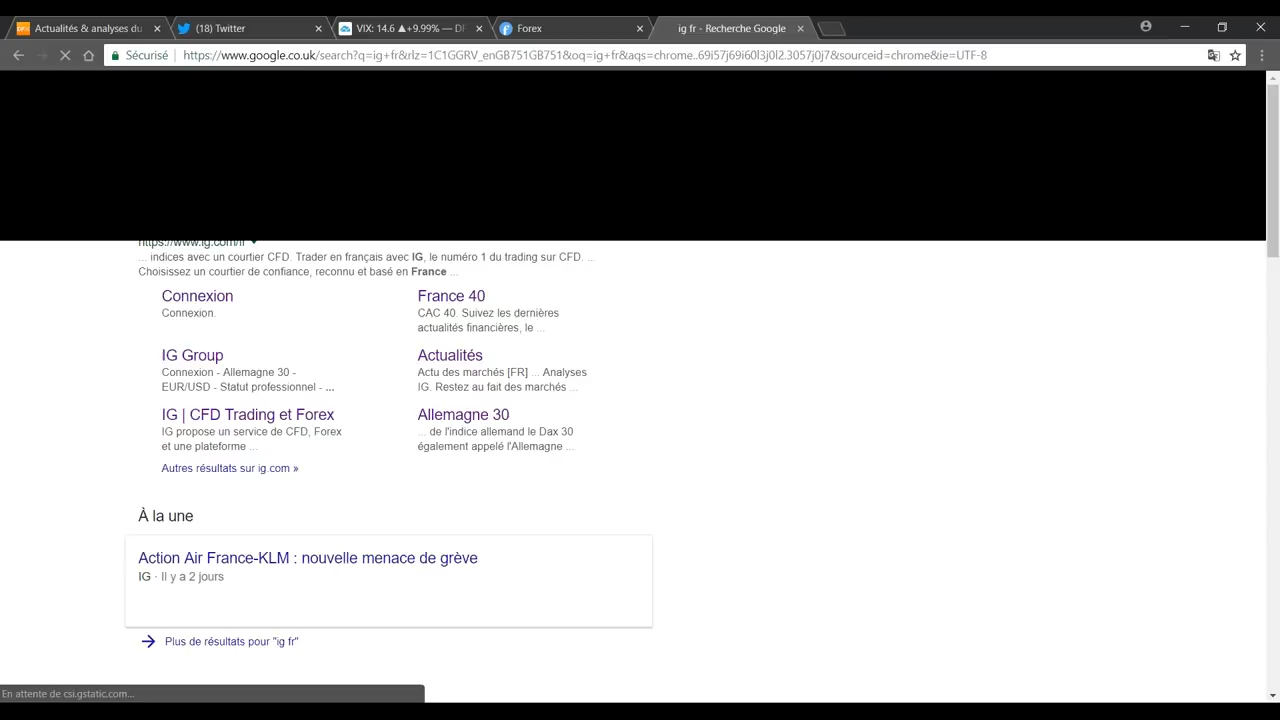 Actualités & analyses du
(18) Twitter
VIX: 14.6 ▲+9.99% — DF
Forex
ig fr - Recherche Google
Sécurisé
https://www.google.co.uk/search?q=ig+fr&rlz=1C1GGRV_enGB751GB751&oq=ig+fr&aqs=chrome..69i57j69i60l3j0l2.3057j0j7&sourceid=chrome&ie=UTF-8
https://www.ig.com/fr
... indices avec un courtier CFD. Trader en français avec IG, le numéro 1 du trading sur CFD. ...
Choisissez un courtier de confiance, reconnu et basé en France ...
Connexion
Connexion.
France 40
CAC 40. Suivez les dernières
actualités financières, le ...
IG Group
Connexion - Allemagne 30 -
EUR/USD - Statut professionnel - ...
Actualités
Actu des marchés [FR] ... Analyses
IG. Restez au fait des marchés ...
IG | CFD Trading et Forex
IG propose un service de CFD, Forex
et une plateforme ...
Allemagne 30
... de l'indice allemand le Dax 30
également appelé l'Allemagne ...
Autres résultats sur ig.com »
À la une
Action Air France-KLM : nouvelle menace de grève
IG · Il y a 2 jours
Plus de résultats pour "ig fr"
En attente de csi.gstatic.com...